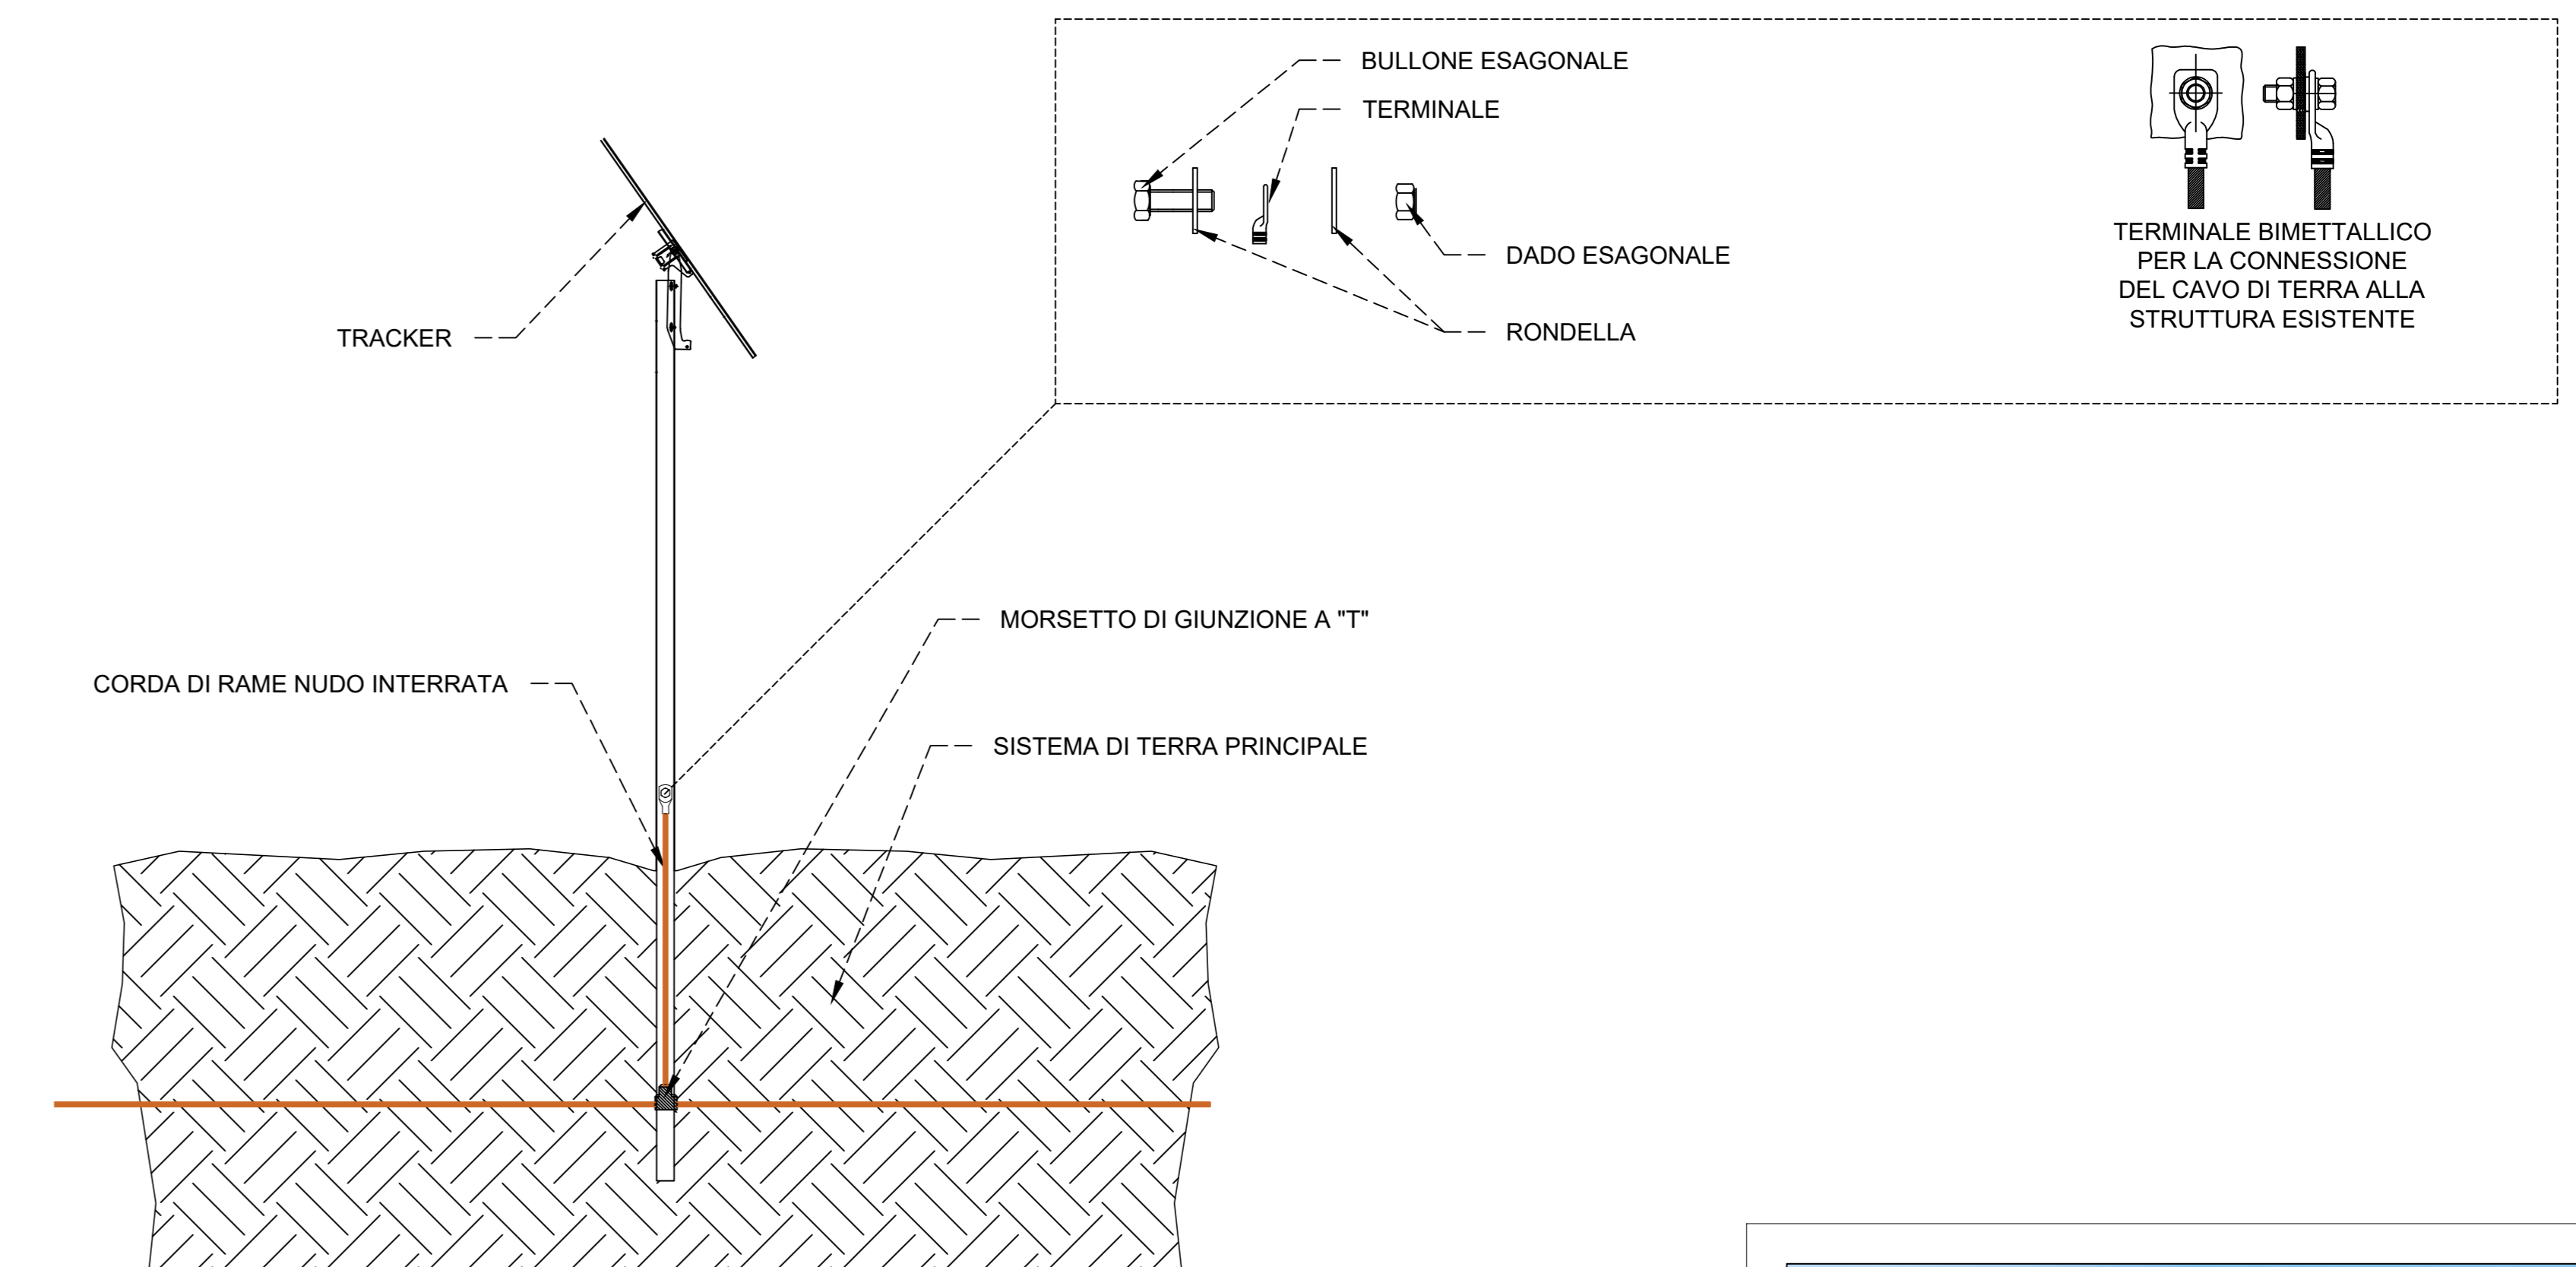 BULLONE ESAGONALE
TERMINALE
DADO ESAGONALE
RONDELLA
TERMINALE BIMETTALLICO
PER LA CONNESSIONE
DEL CAVO DI TERRA ALLA
STRUTTURA ESISTENTE
TRACKER
MORSETTO DI GIUNZIONE A "T"
CORDA DI RAME NUDO INTERRATA
SISTEMA DI TERRA PRINCIPALE